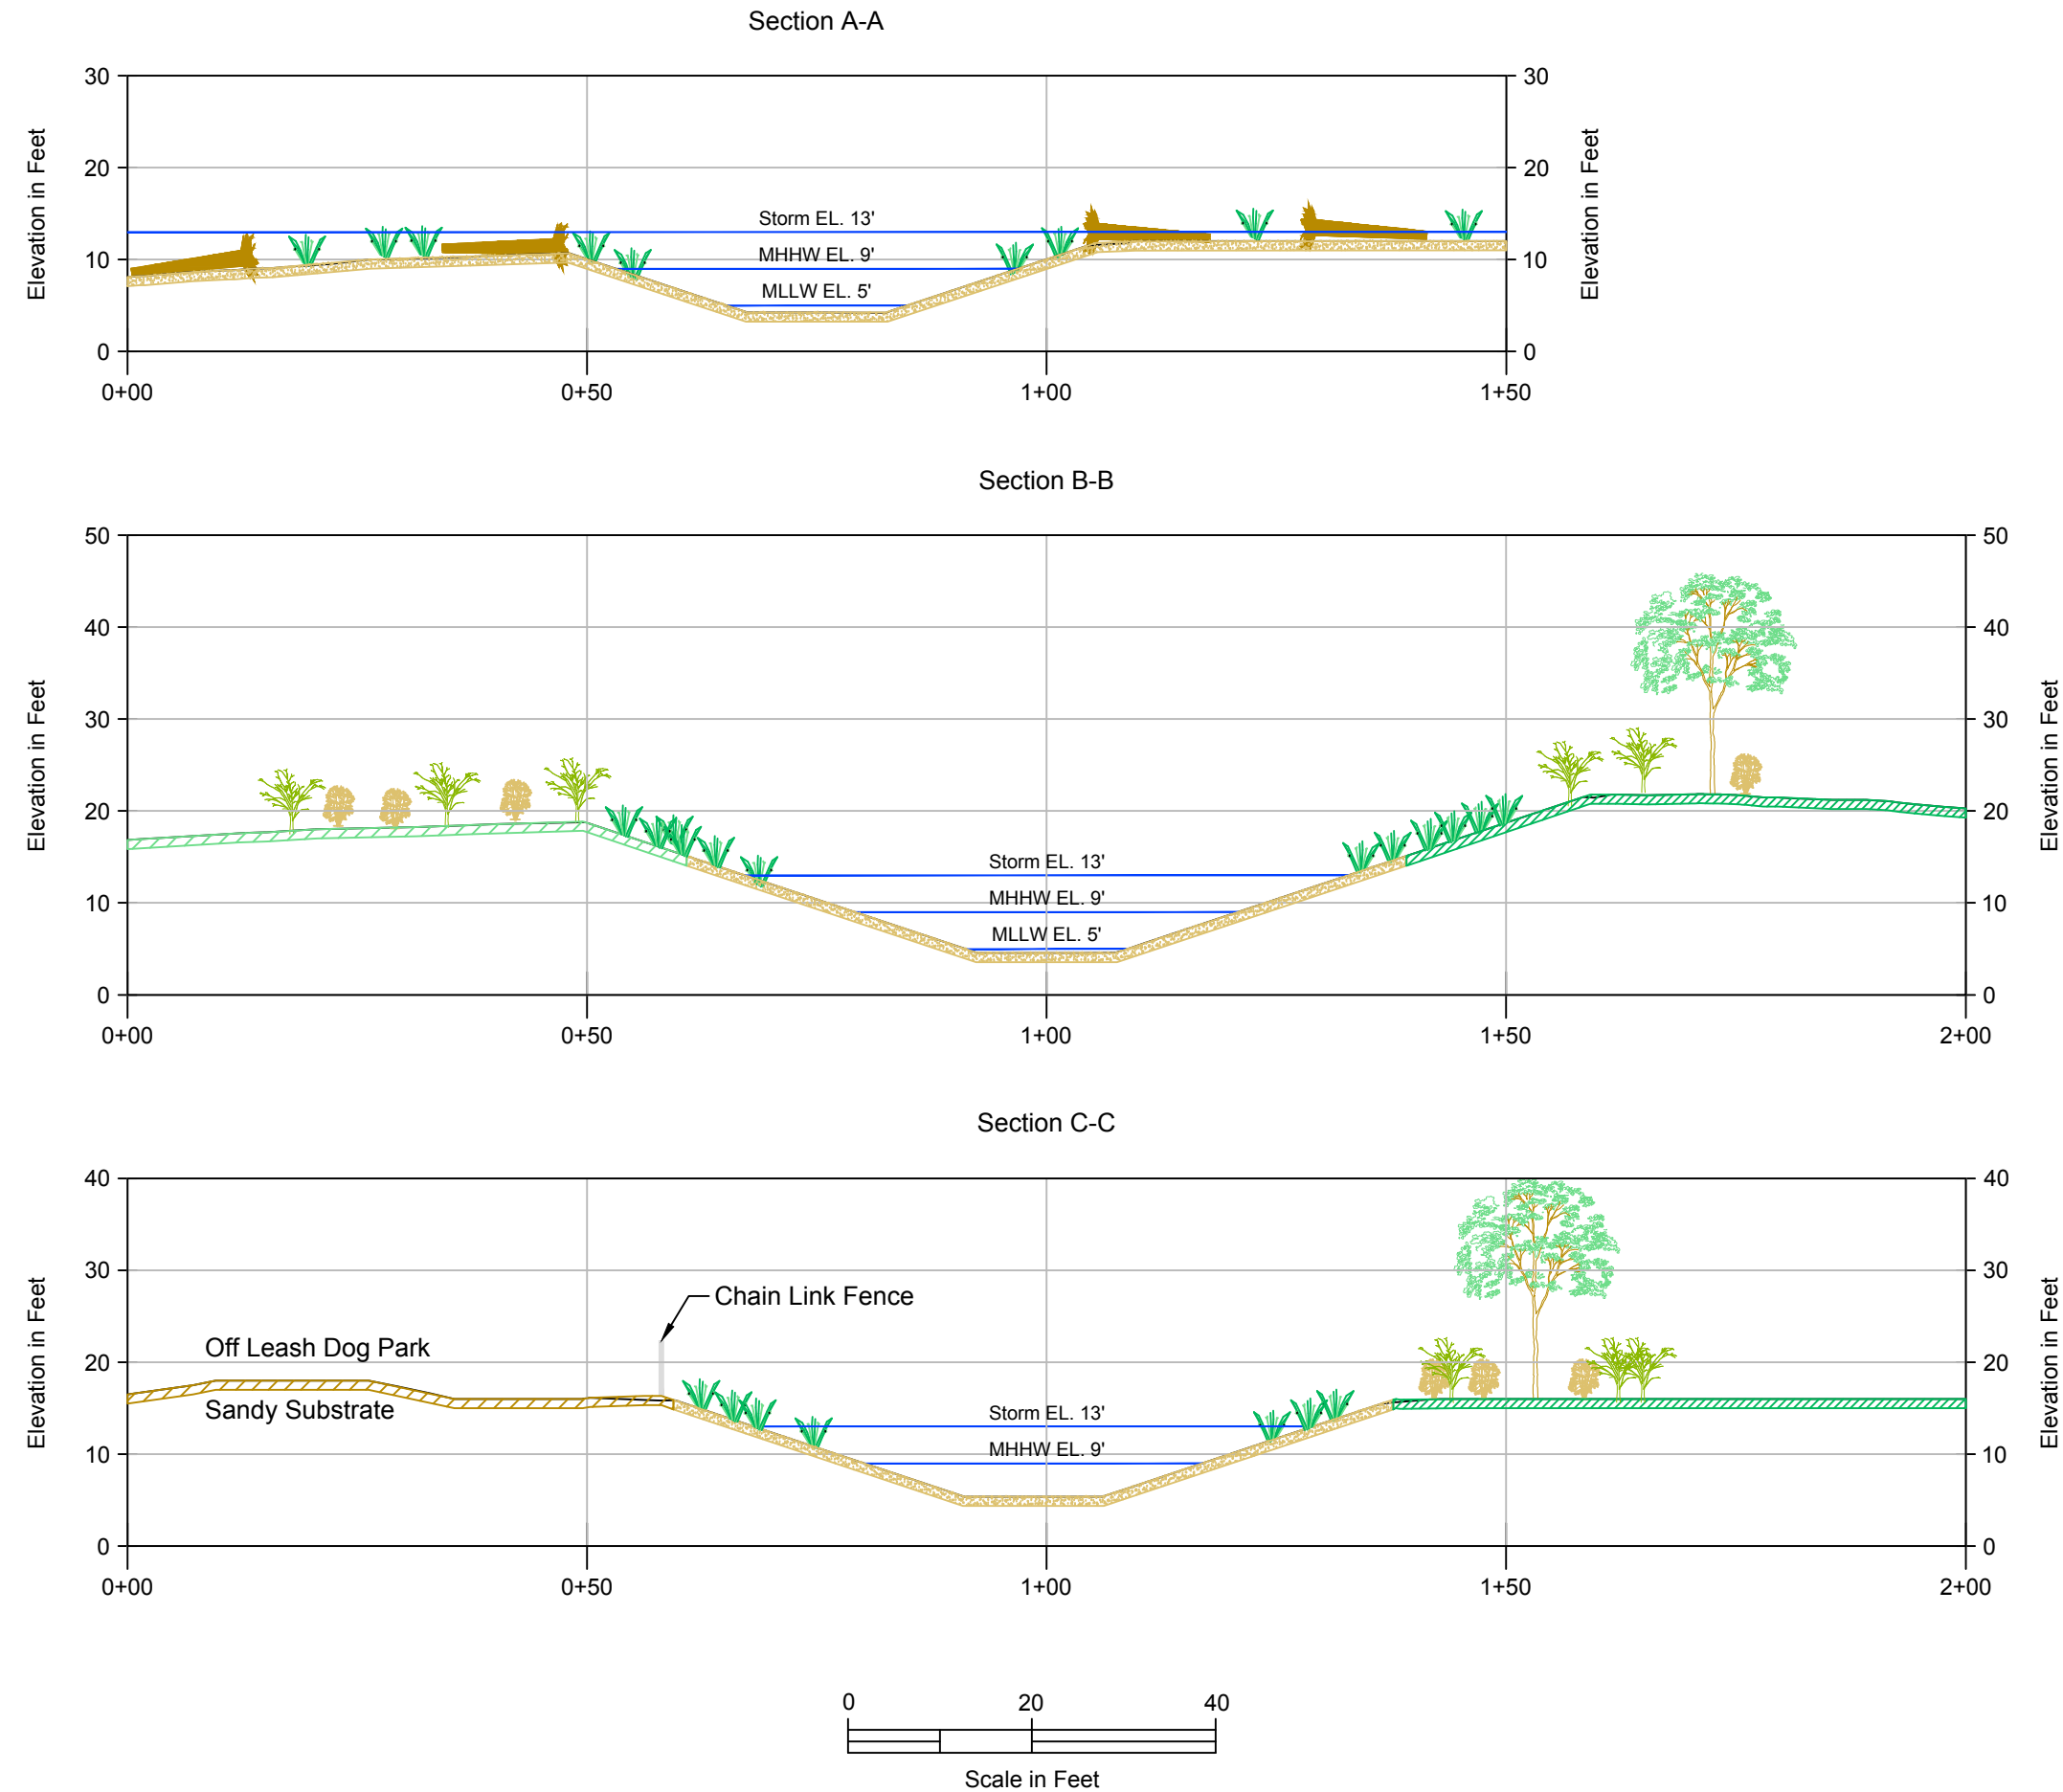 Section A-A
30
20
10
0
Elevation in Feet
30
20
10
0
Elevation in Feet
Storm EL. 13'
MHHW EL. 9'
MLLW EL. 5'
0+00
0+50
1+00
1+50
Section B-B
50
40
30
20
10
0
Elevation in Feet
50
40
30
20
10
0
Elevation in Feet
Storm EL. 13'
MHHW EL. 9'
MLLW EL. 5'
0+00
0+50
1+00
1+50
2+00
Section C-C
40
30
20
10
0
Elevation in Feet
40
30
20
10
0
Elevation in Feet
Chain Link Fence
Off Leash Dog Park
Sandy Substrate
Storm EL. 13'
MHHW EL. 9'
0+00
0+50
1+00
1+50
2+00
0
20
40
Scale in Feet